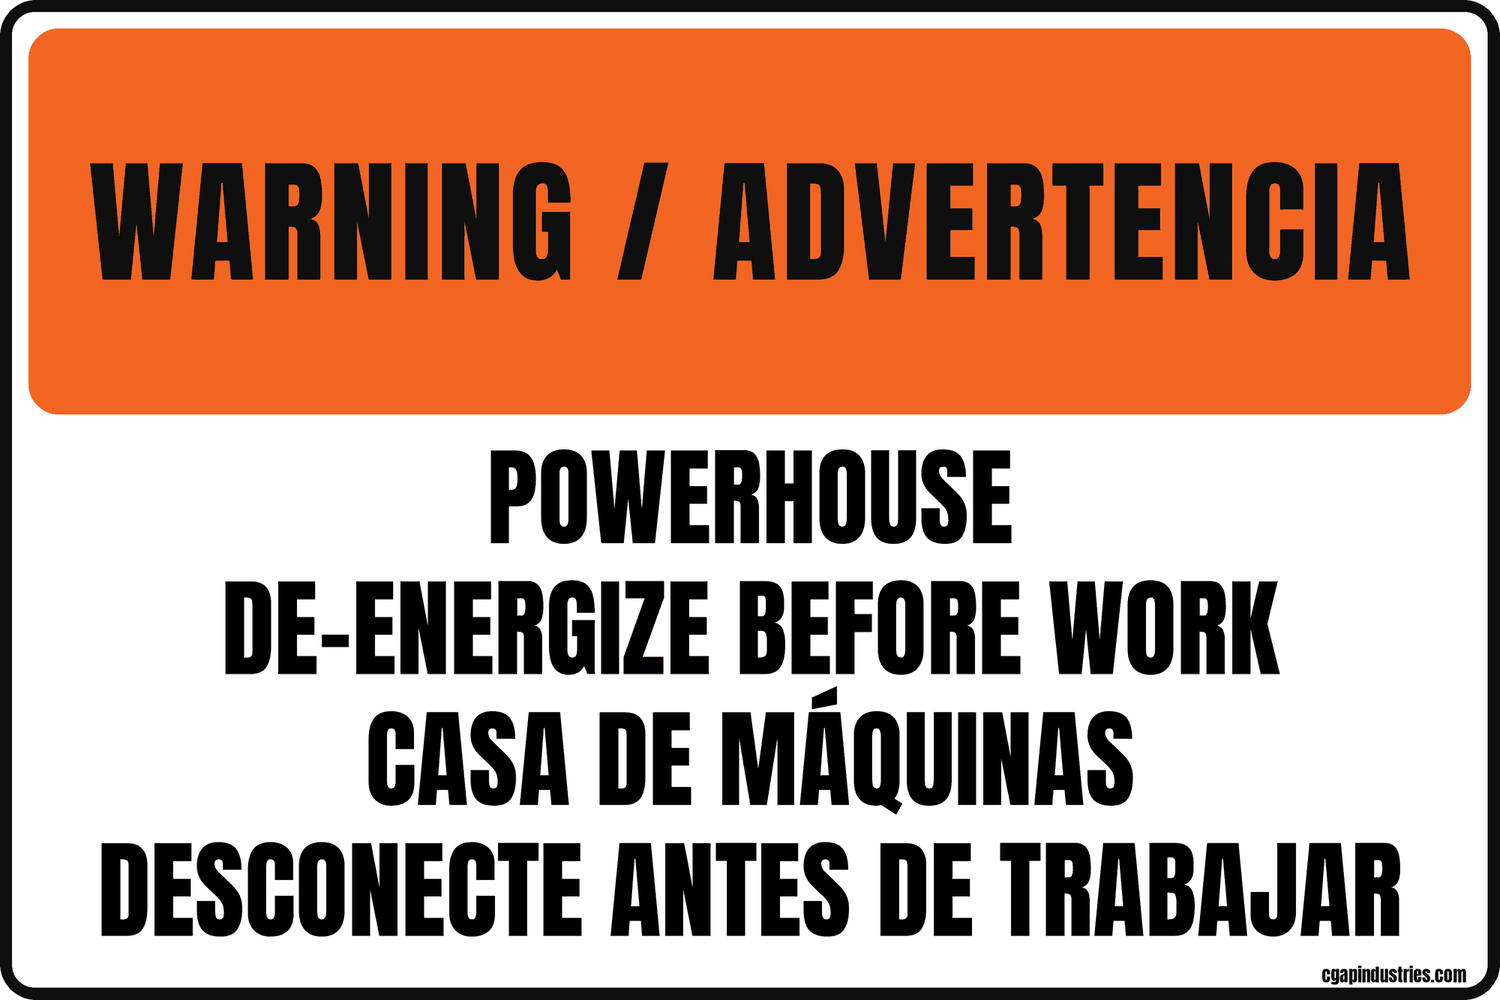 WARNING / ADVERTENCIA
POWERHOUSE
DE-ENERGIZE BEFORE WORK
CASA DE MÁQUINAS
DESCONECTE ANTES DE TRABAJAR
cgapindustries.com